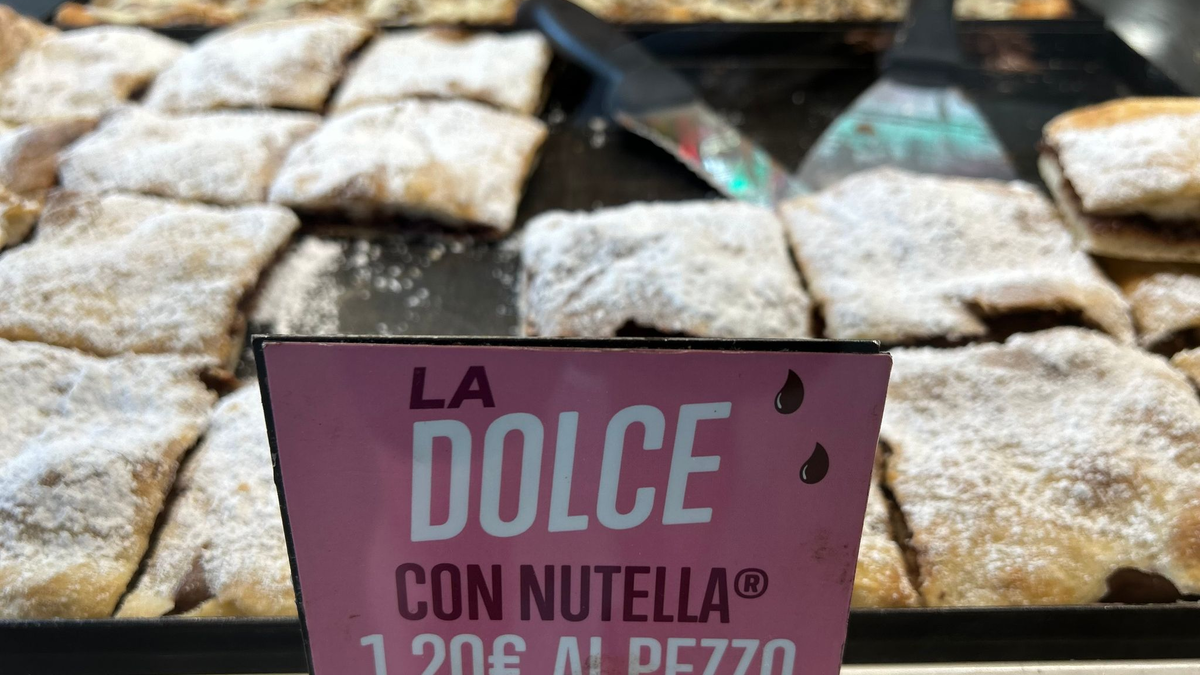 LA
DOLCE
CON NUTELLA®
1,20€ AL PEZZO